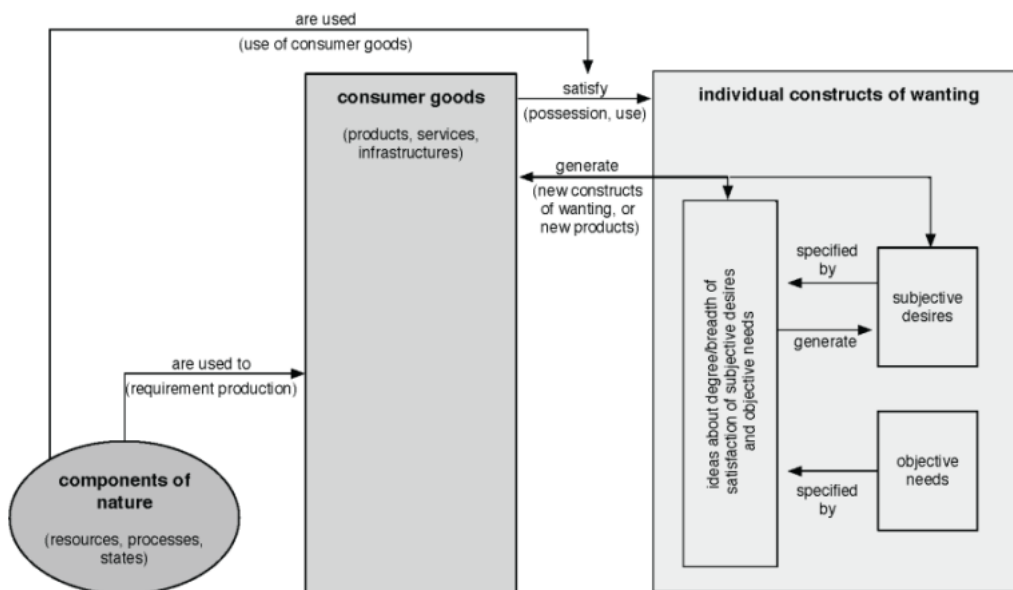 are used
(use of consumer goods)
consumer goods
(products, services,
infrastructures)
satisfy
(possession, use)
individual constructs of wanting
generate
(new constructs
of wanting, or
new products)
ideas about degree/breadth of
satisfaction of subjective desires
and objective needs
specified
by
subjective
desires
generate
are used to
(requirement production)
components of
nature
(resources, processes,
states)
objective
needs
specified
by